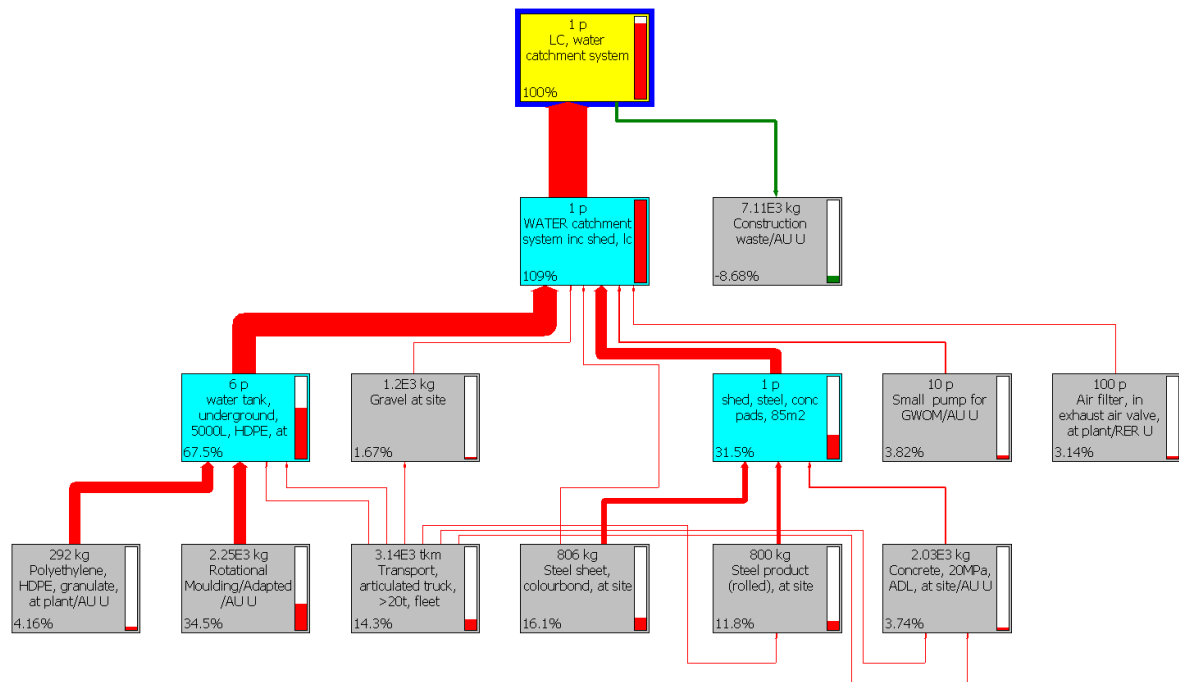 1 p
LC, water
catchment system
100%
1 p
WATER catchment
system inc shed, lc
109%
7.11E3 kg
Construction
waste/AU U
-8.68%
6 p
water tank,
underground,
5000L, HDPE, at
67.5%
1.2E3 kg
Gravel at site
1.67%
1 p
shed, steel, conc
pads, 85m2
31.5%
10 p
Small pump for
GWOM/AU U
3.82%
100 p
Air filter, in
exhaust air valve,
at plant/RER U
3.14%
292 kg
Polyethylene,
HDPE, granulate,
at plant/AU U
4.16%
2.25E3 kg
Rotational
Moulding/Adapted
/AU U
34.5%
3.14E3 tkm
Transport,
articulated truck,
>20t, fleet
14.3%
806 kg
Steel sheet,
colourbond, at site
16.1%
800 kg
Steel product
(rolled), at site
11.8%
2.03E3 kg
Concrete, 20MPa,
ADL, at site/AU U
3.74%